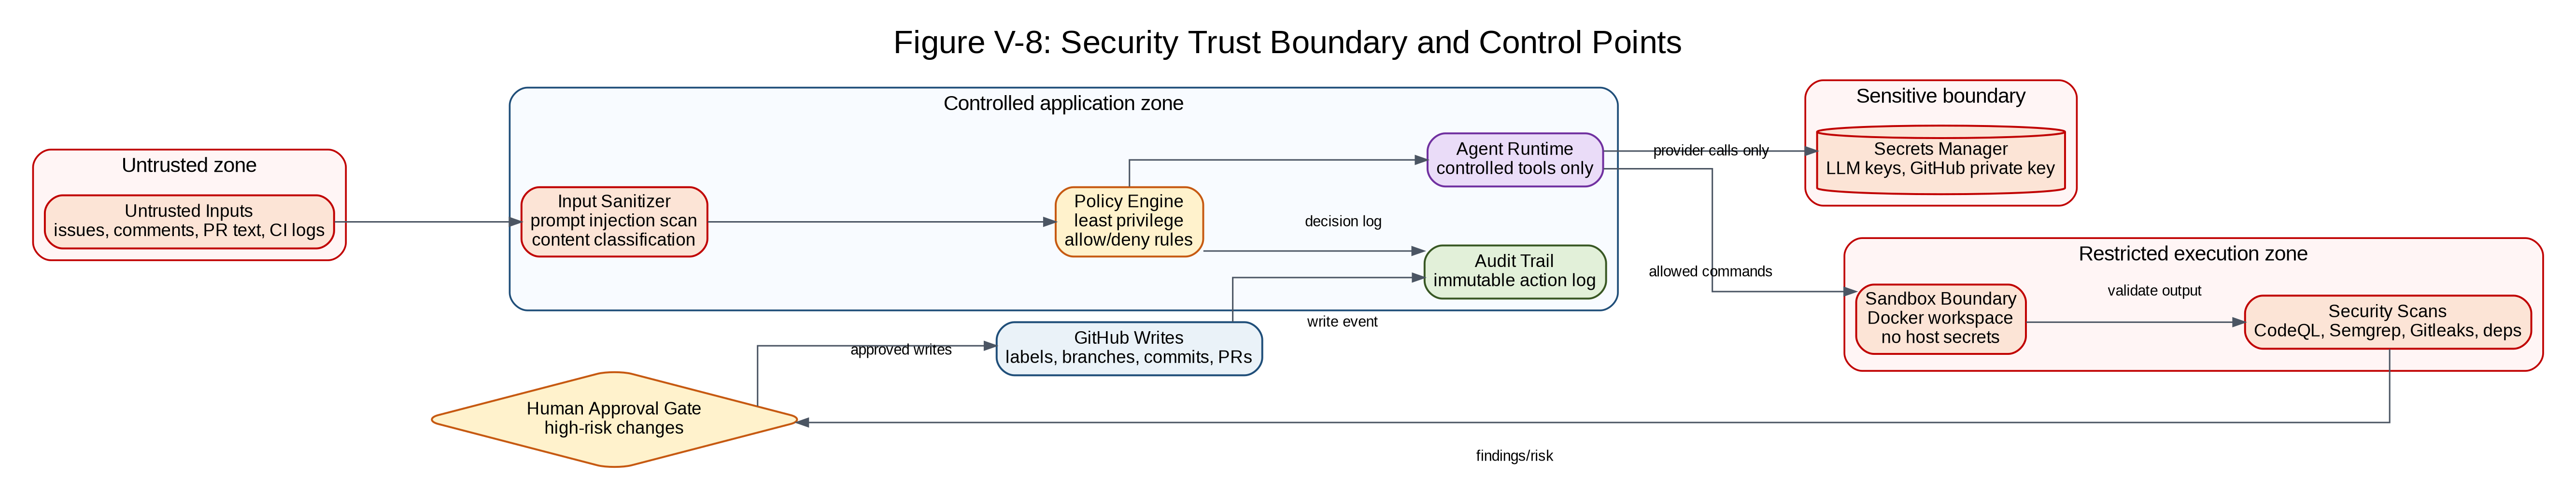 Figure V-8: Security Trust Boundary and Control Points
Untrusted zone
Untrusted Inputs
issues, comments, PR text, CI logs
Controlled application zone
Input Sanitizer
prompt injection scan
content classification
Policy Engine
least privilege
allow/deny rules
Agent Runtime
controlled tools only
decision log
Audit Trail
immutable action log
provider calls only
Sensitive boundary
Secrets Manager
LLM keys, GitHub private key
allowed commands
Restricted execution zone
Sandbox Boundary
Docker workspace
no host secrets
validate output
Security Scans
CodeQL, Semgrep, Gitleaks, deps
write event
GitHub Writes
labels, branches, commits, PRs
approved writes
Human Approval Gate
high-risk changes
findings/risk